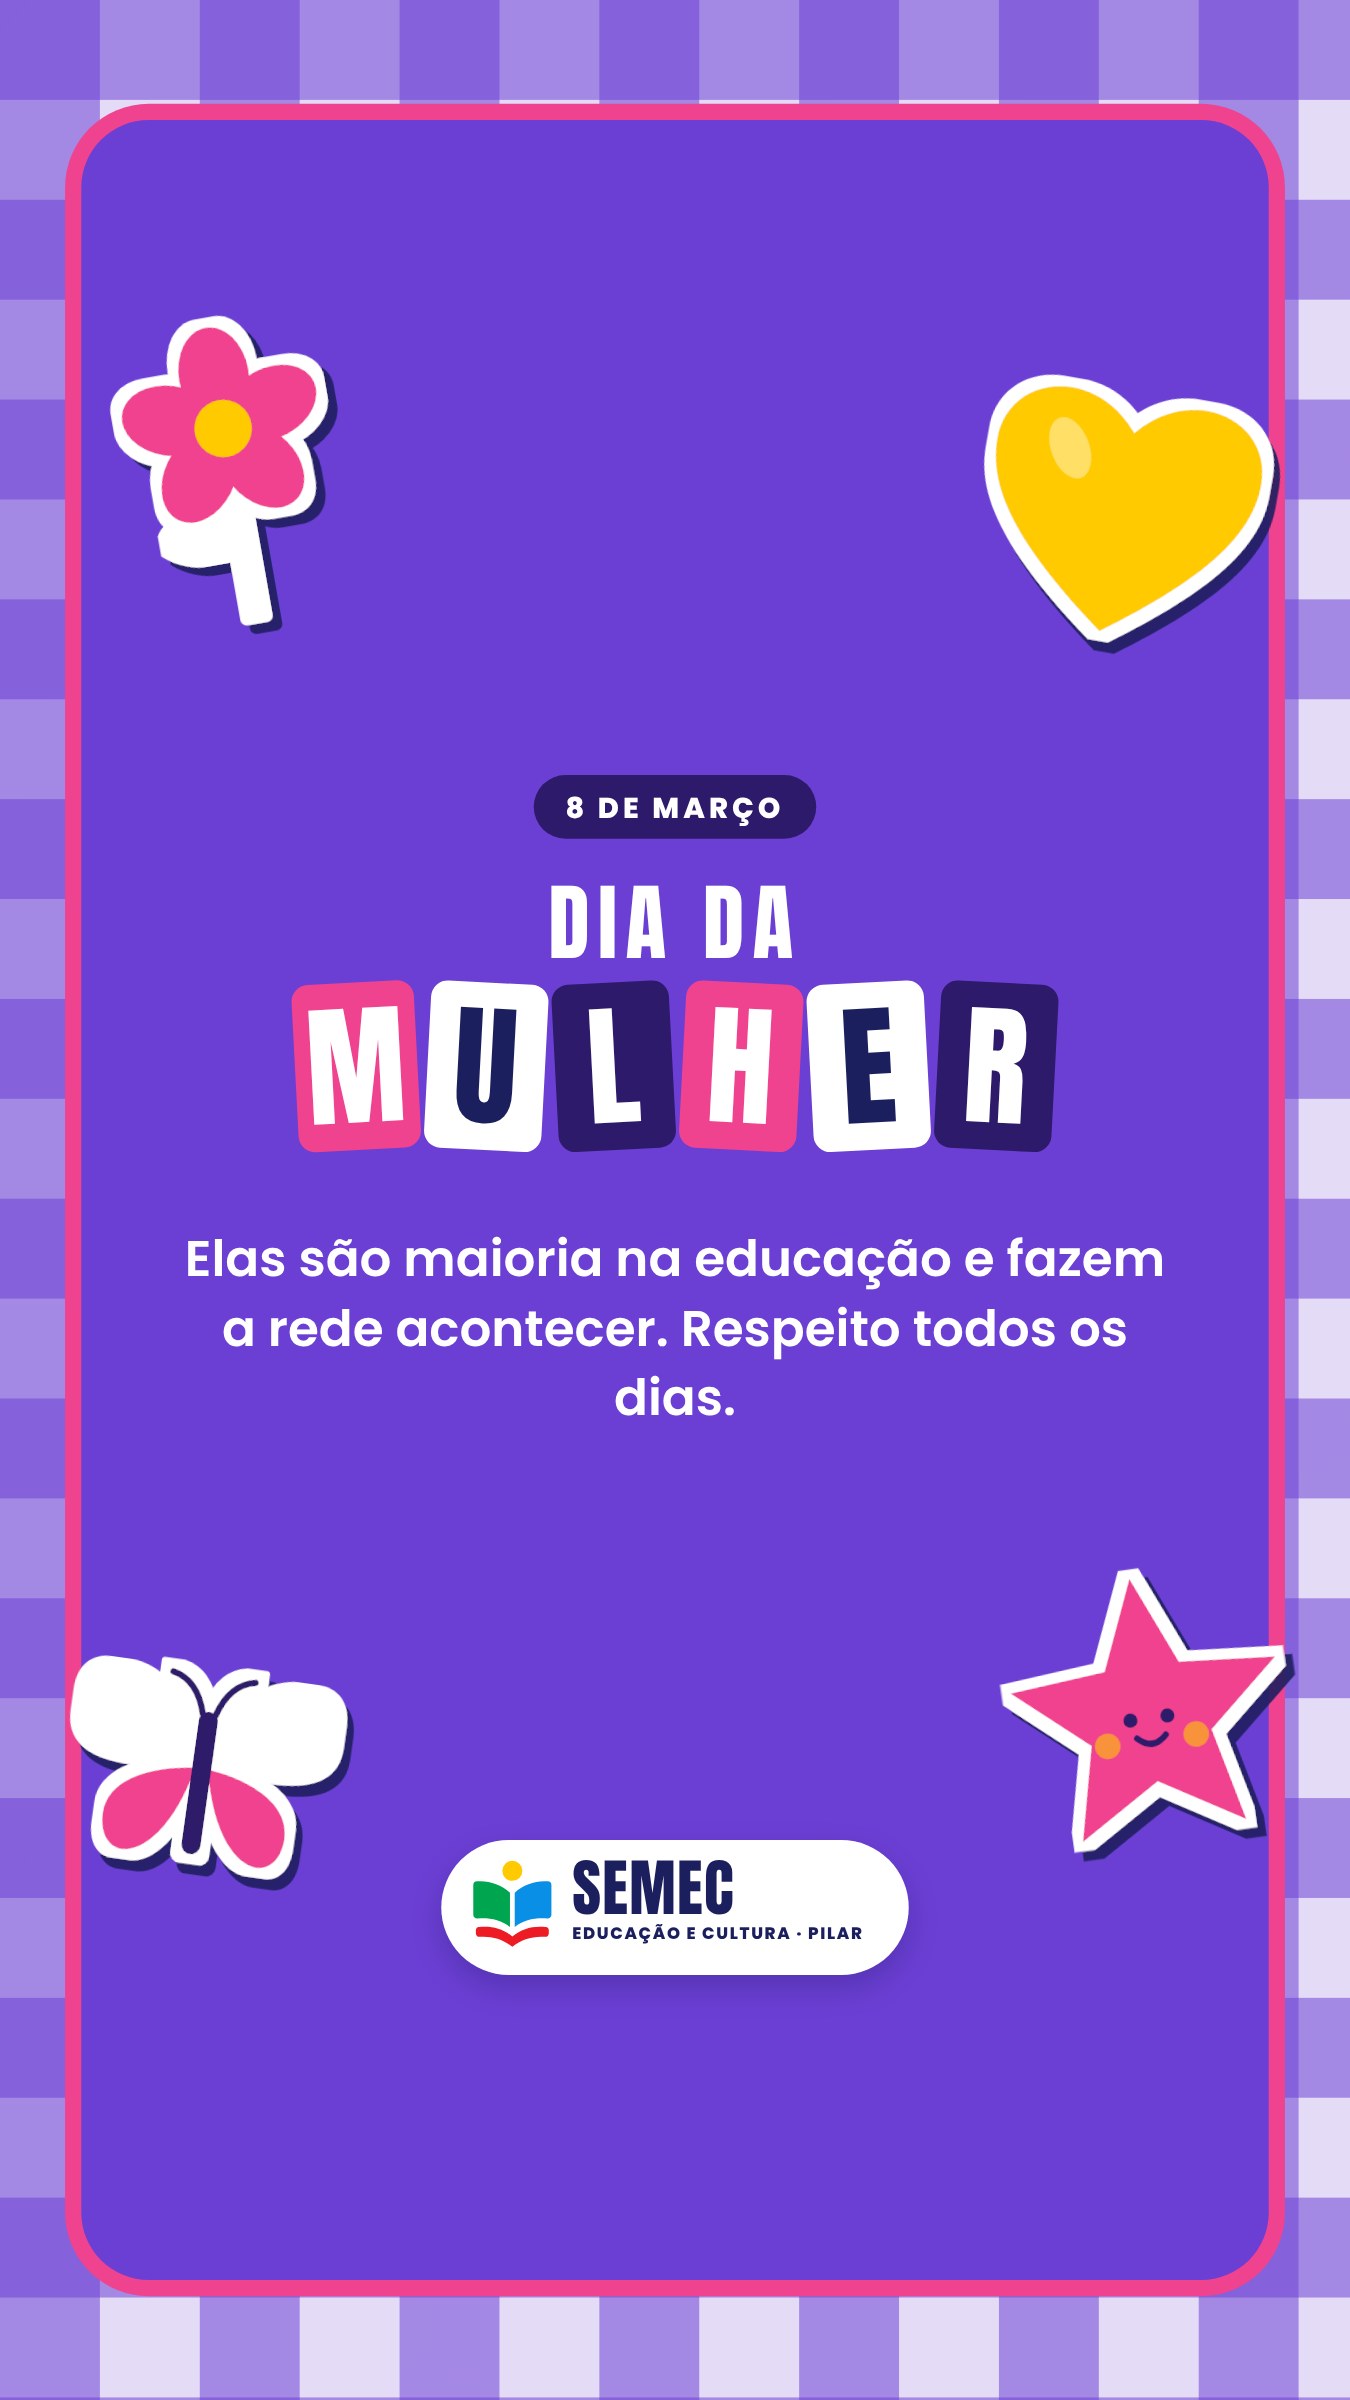 8 DE MARÇO
DIA DA
MULHER
Elas são maioria na educação e fazem
a rede acontecer. Respeito todos os
dias.
SEMEC
EDUCAÇÃO E CULTURA · PILAR